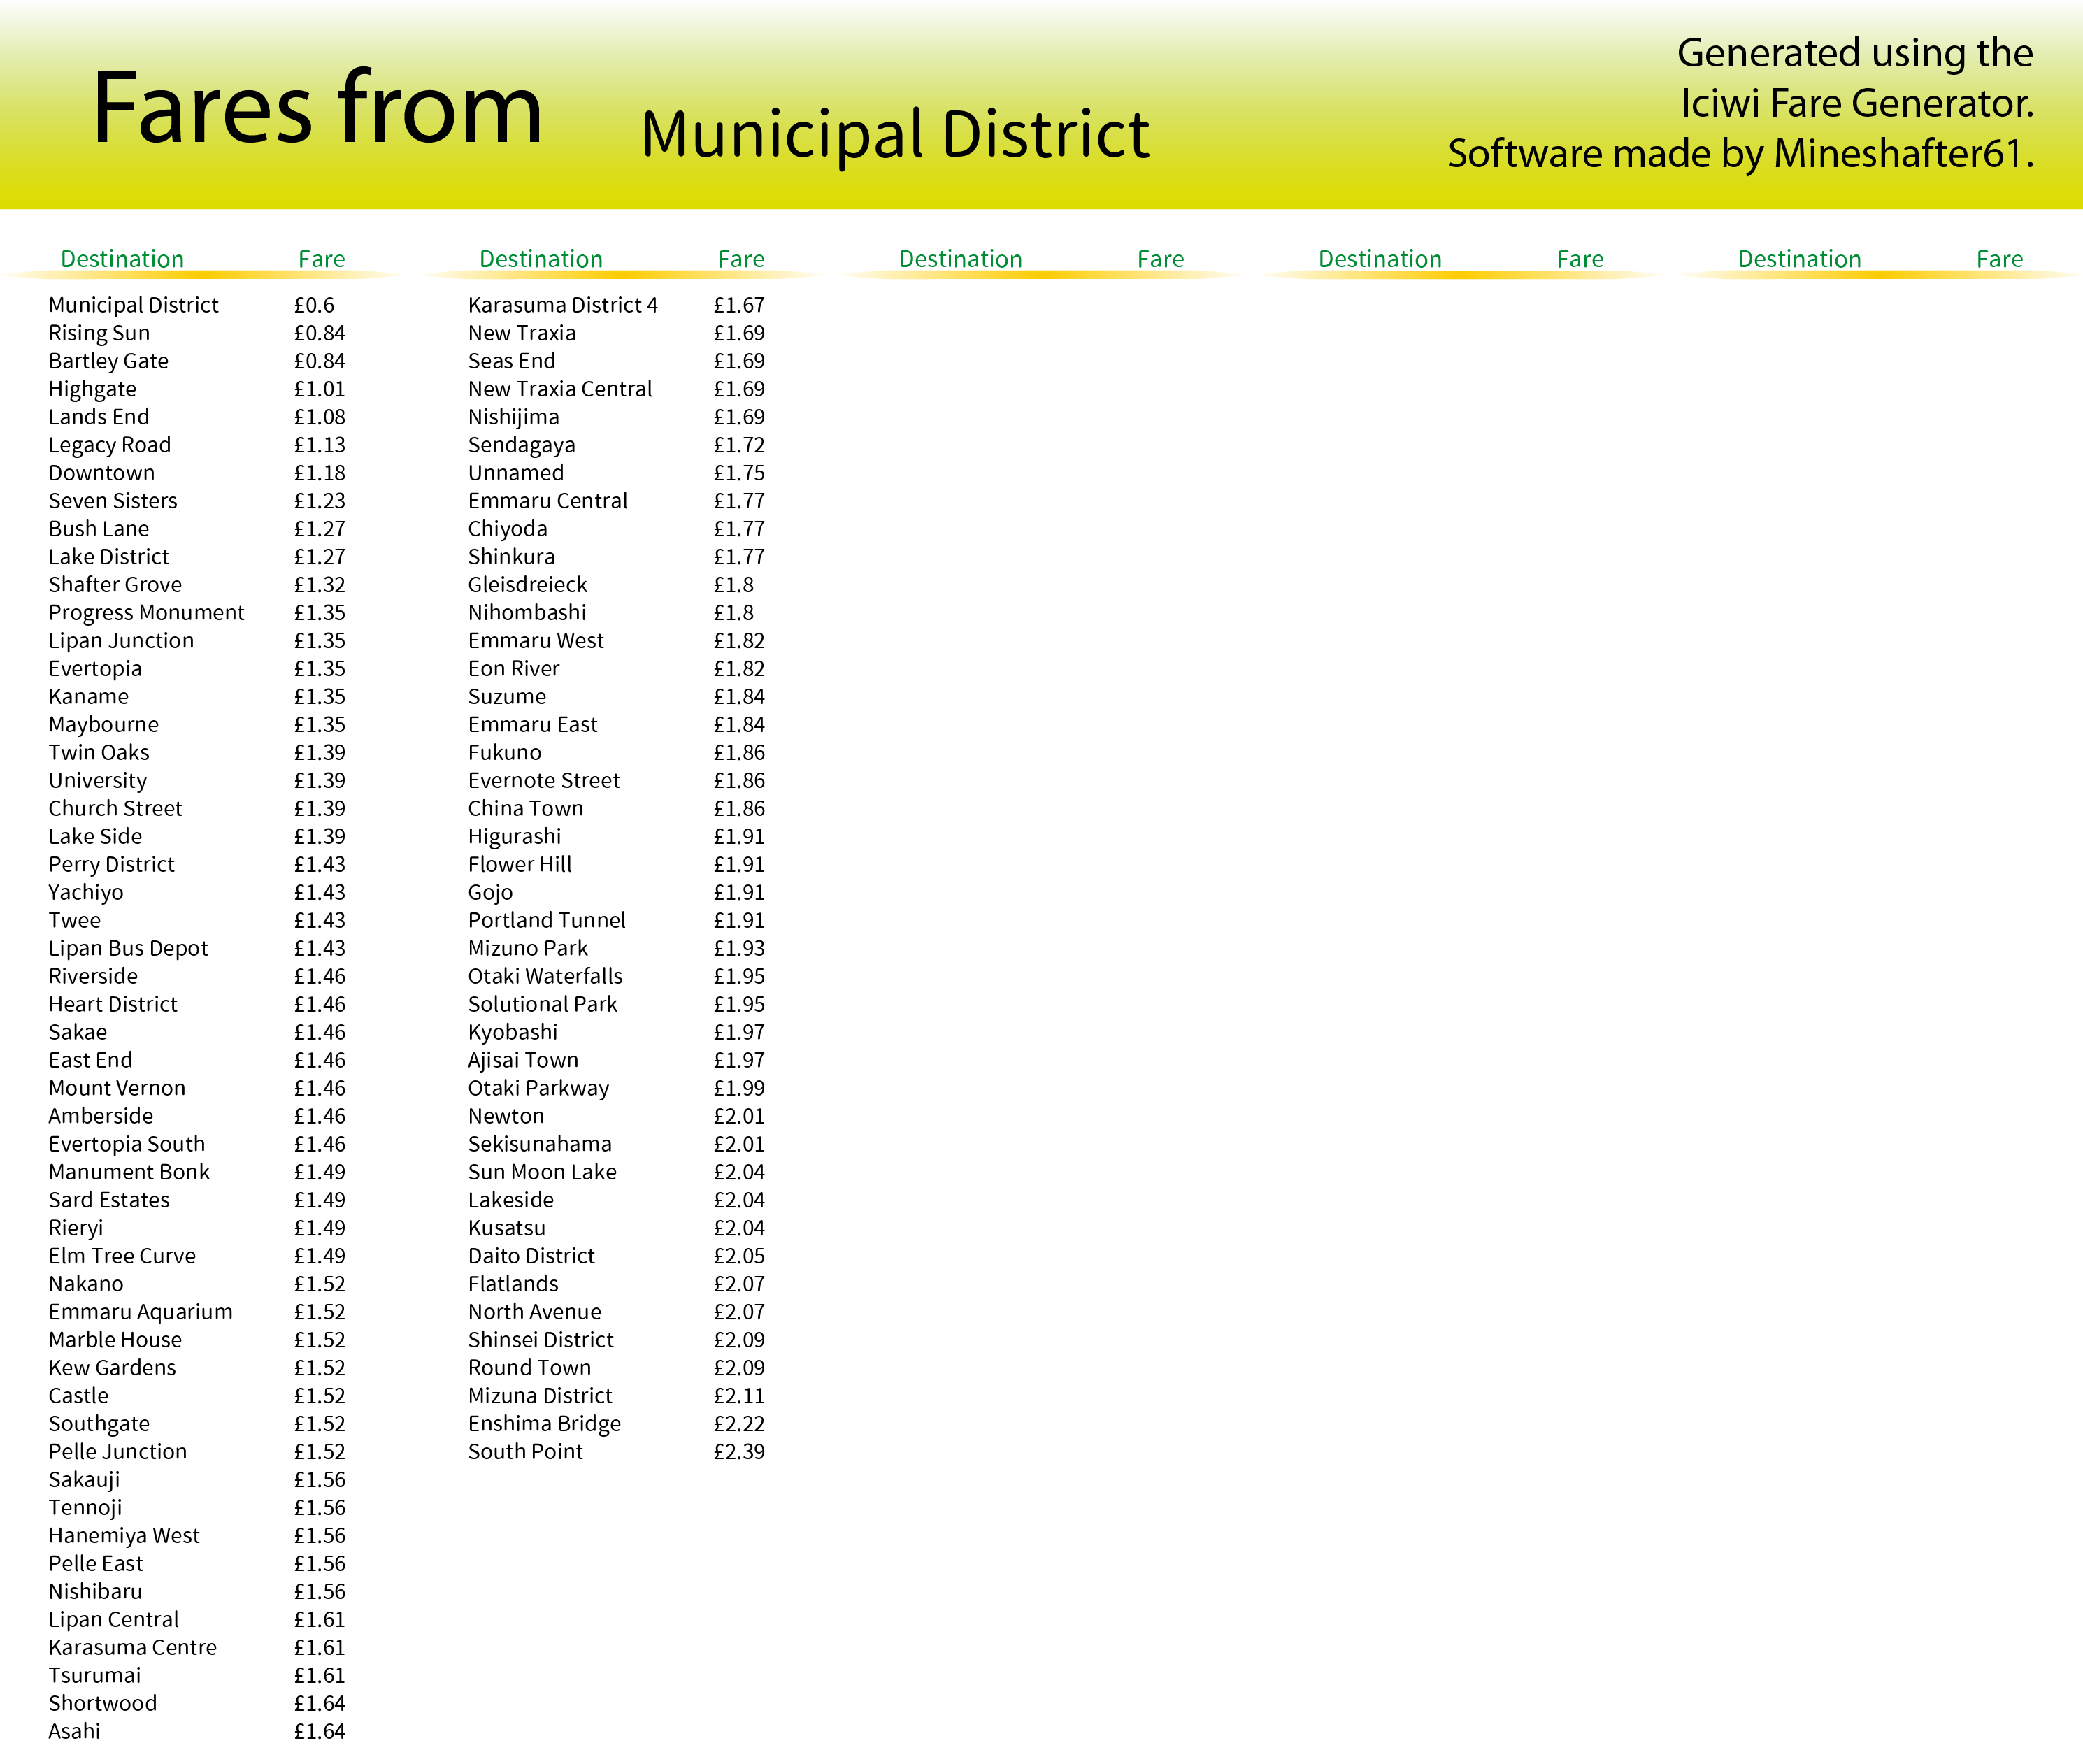 Fares from Municipal District
Generated using the
Iciwi Fare Generator.
Software made by Mineshafter61.
Destination Fare
Municipal District £0.6
Rising Sun £0.84
Bartley Gate £0.84
Highgate £1.01
Lands End £1.08
Legacy Road £1.13
Downtown £1.18
Seven Sisters £1.23
Bush Lane £1.27
Lake District £1.27
Shafter Grove £1.32
Progress Monument £1.35
Lipan Junction £1.35
Evertopia £1.35
Kaname £1.35
Maybourne £1.35
Twin Oaks £1.39
University £1.39
Church Street £1.39
Lake Side £1.39
Perry District £1.43
Yachiyo £1.43
Twee £1.43
Lipan Bus Depot £1.43
Riverside £1.46
Heart District £1.46
Sakae £1.46
East End £1.46
Mount Vernon £1.46
Amberside £1.46
Evertopia South £1.46
Manument Bonk £1.49
Sard Estates £1.49
Rieryi £1.49
Elm Tree Curve £1.49
Nakano £1.52
Emmaru Aquarium £1.52
Marble House £1.52
Kew Gardens £1.52
Castle £1.52
Southgate £1.52
Pelle Junction £1.52
Sakauji £1.56
Tennoji £1.56
Hanemiya West £1.56
Pelle East £1.56
Nishibaru £1.56
Lipan Central £1.61
Karasuma Centre £1.61
Tsurumai £1.61
Shortwood £1.64
Asahi £1.64
Destination Fare
Karasuma District 4 £1.67
New Traxia £1.69
Seas End £1.69
New Traxia Central £1.69
Nishijima £1.69
Sendagaya £1.72
Unnamed £1.75
Emmaru Central £1.77
Chiyoda £1.77
Shinkura £1.77
Gleisdreieck £1.8
Nihombashi £1.8
Emmaru West £1.82
Eon River £1.82
Suzume £1.84
Emmaru East £1.84
Fukuno £1.86
Evernote Street £1.86
China Town £1.86
Higurashi £1.91
Flower Hill £1.91
Gojo £1.91
Portland Tunnel £1.91
Mizuno Park £1.93
Otaki Waterfalls £1.95
Solutional Park £1.95
Kyobashi £1.97
Ajisai Town £1.97
Otaki Parkway £1.99
Newton £2.01
Sekisunahama £2.01
Sun Moon Lake £2.04
Lakeside £2.04
Kusatsu £2.04
Daito District £2.05
Flatlands £2.07
North Avenue £2.07
Shinsei District £2.09
Round Town £2.09
Mizuna District £2.11
Enshima Bridge £2.22
South Point £2.39
Destination Fare
Destination Fare
Destination Fare